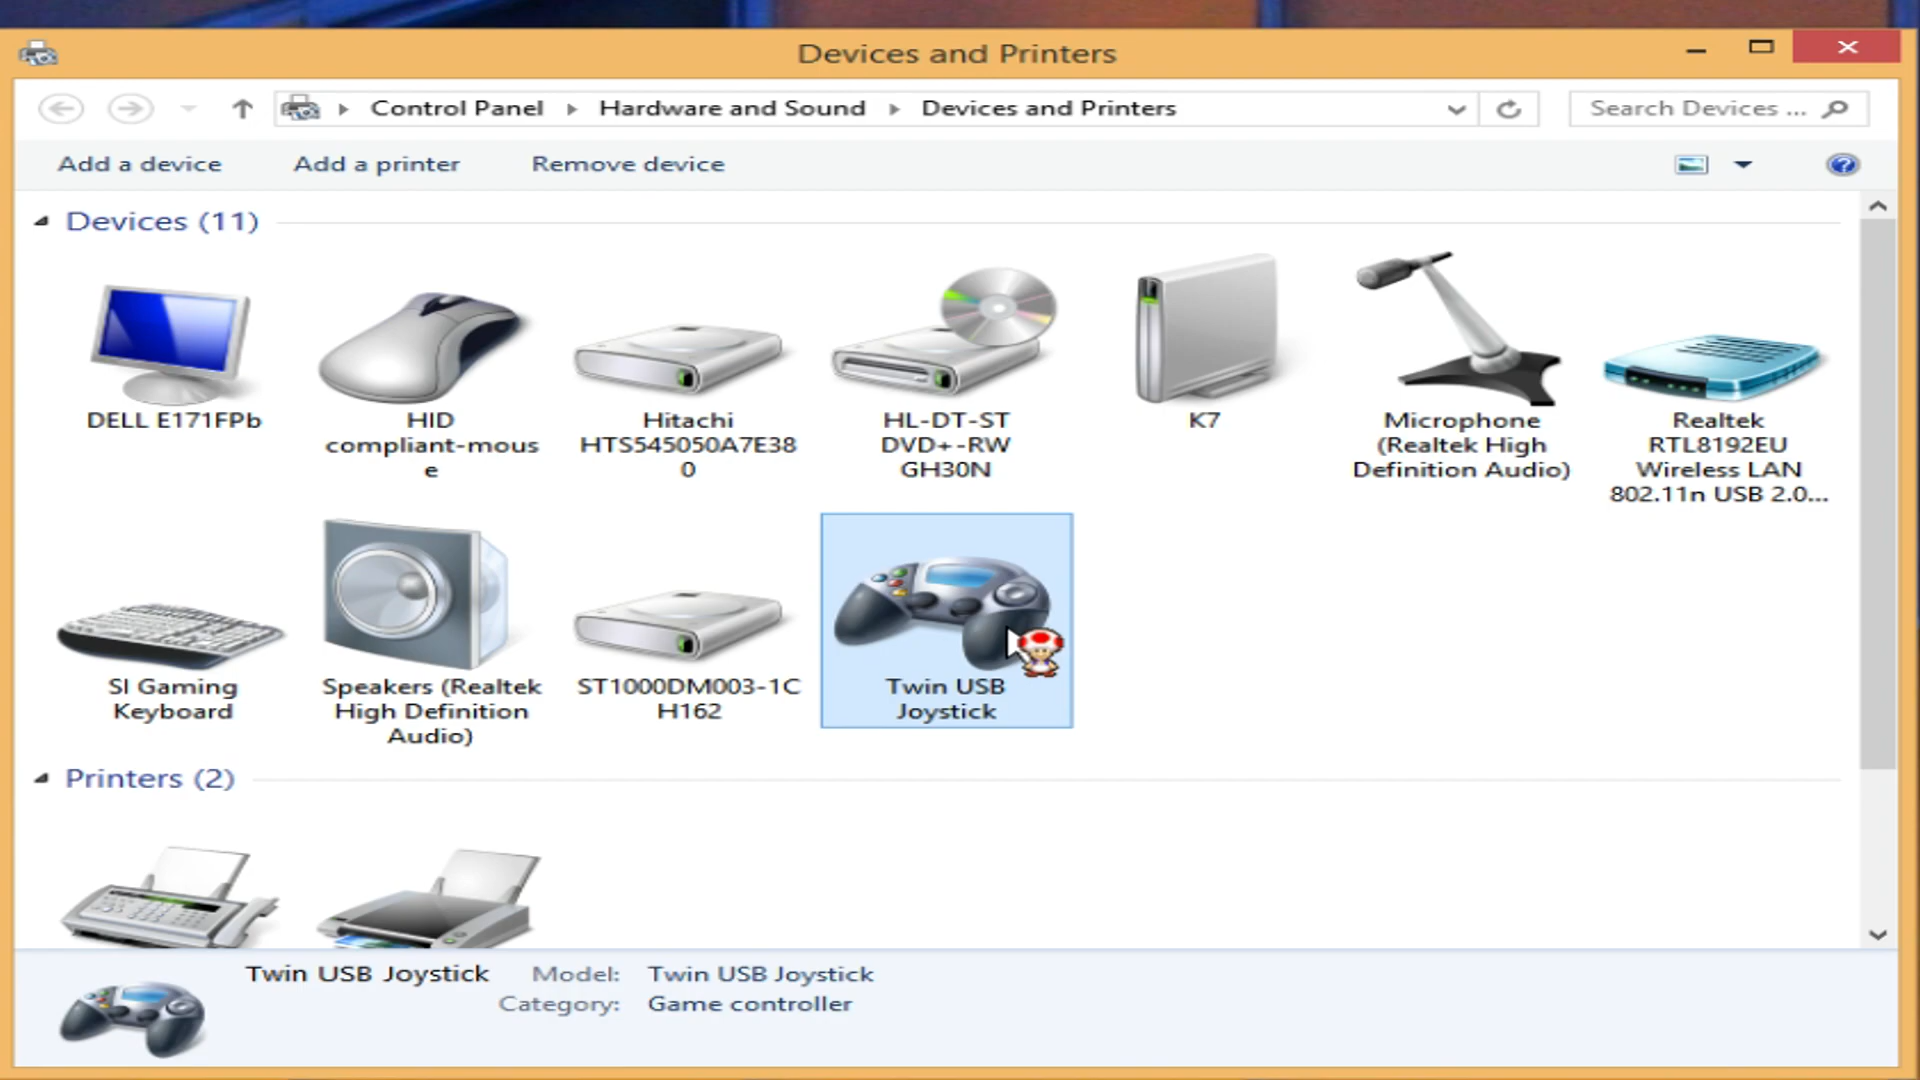 Devices and Printers
Control Panel
Hardware and Sound
Devices and Printers
Search Devices ...
Add a device
Add a printer
Remove device
Devices (11)
DELL E171FPb
HID
compliant-mous
e
Hitachi
HTS545050A7E38
0
HL-DT-ST
DVD+-RW
GH30N
K7
Microphone
(Realtek High
Definition Audio)
Realtek
RTL8192EU
Wireless LAN
802.11n USB 2.0...
SI Gaming
Keyboard
Speakers (Realtek
High Definition
Audio)
ST1000DM003-1C
H162
Twin USB
Joystick
Printers (2)
Twin USB Joystick
Model: Twin USB Joystick
Category: Game controller